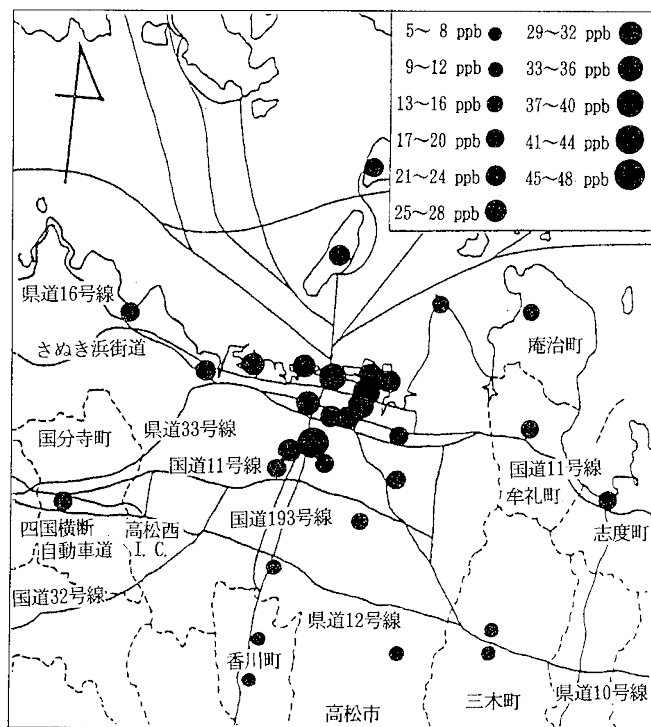 5～ 8 ppb
9～12 ppb
13～16 ppb
17～20 ppb
21～24 ppb
25～28 ppb
29～32 ppb
33～36 ppb
37～40 ppb
41～44 ppb
45～48 ppb
県道16号線
さぬき浜街道
庵治町
国分寺町
県道33号線
国道11号線
国道11号線
牟礼町
国道193号線
志度町
四国横断
自動車道
高松西
I.C.
国道32号線
県道12号線
香川町
高松市
三木町
県道10号線